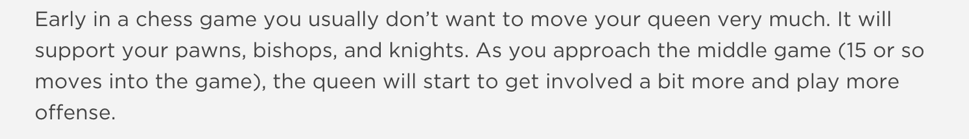 Early in a chess game you usually don’t want to move your queen very much. It will
support your pawns, bishops, and knights. As you approach the middle game (15 or so
moves into the game), the queen will start to get involved a bit more and play more
offense.